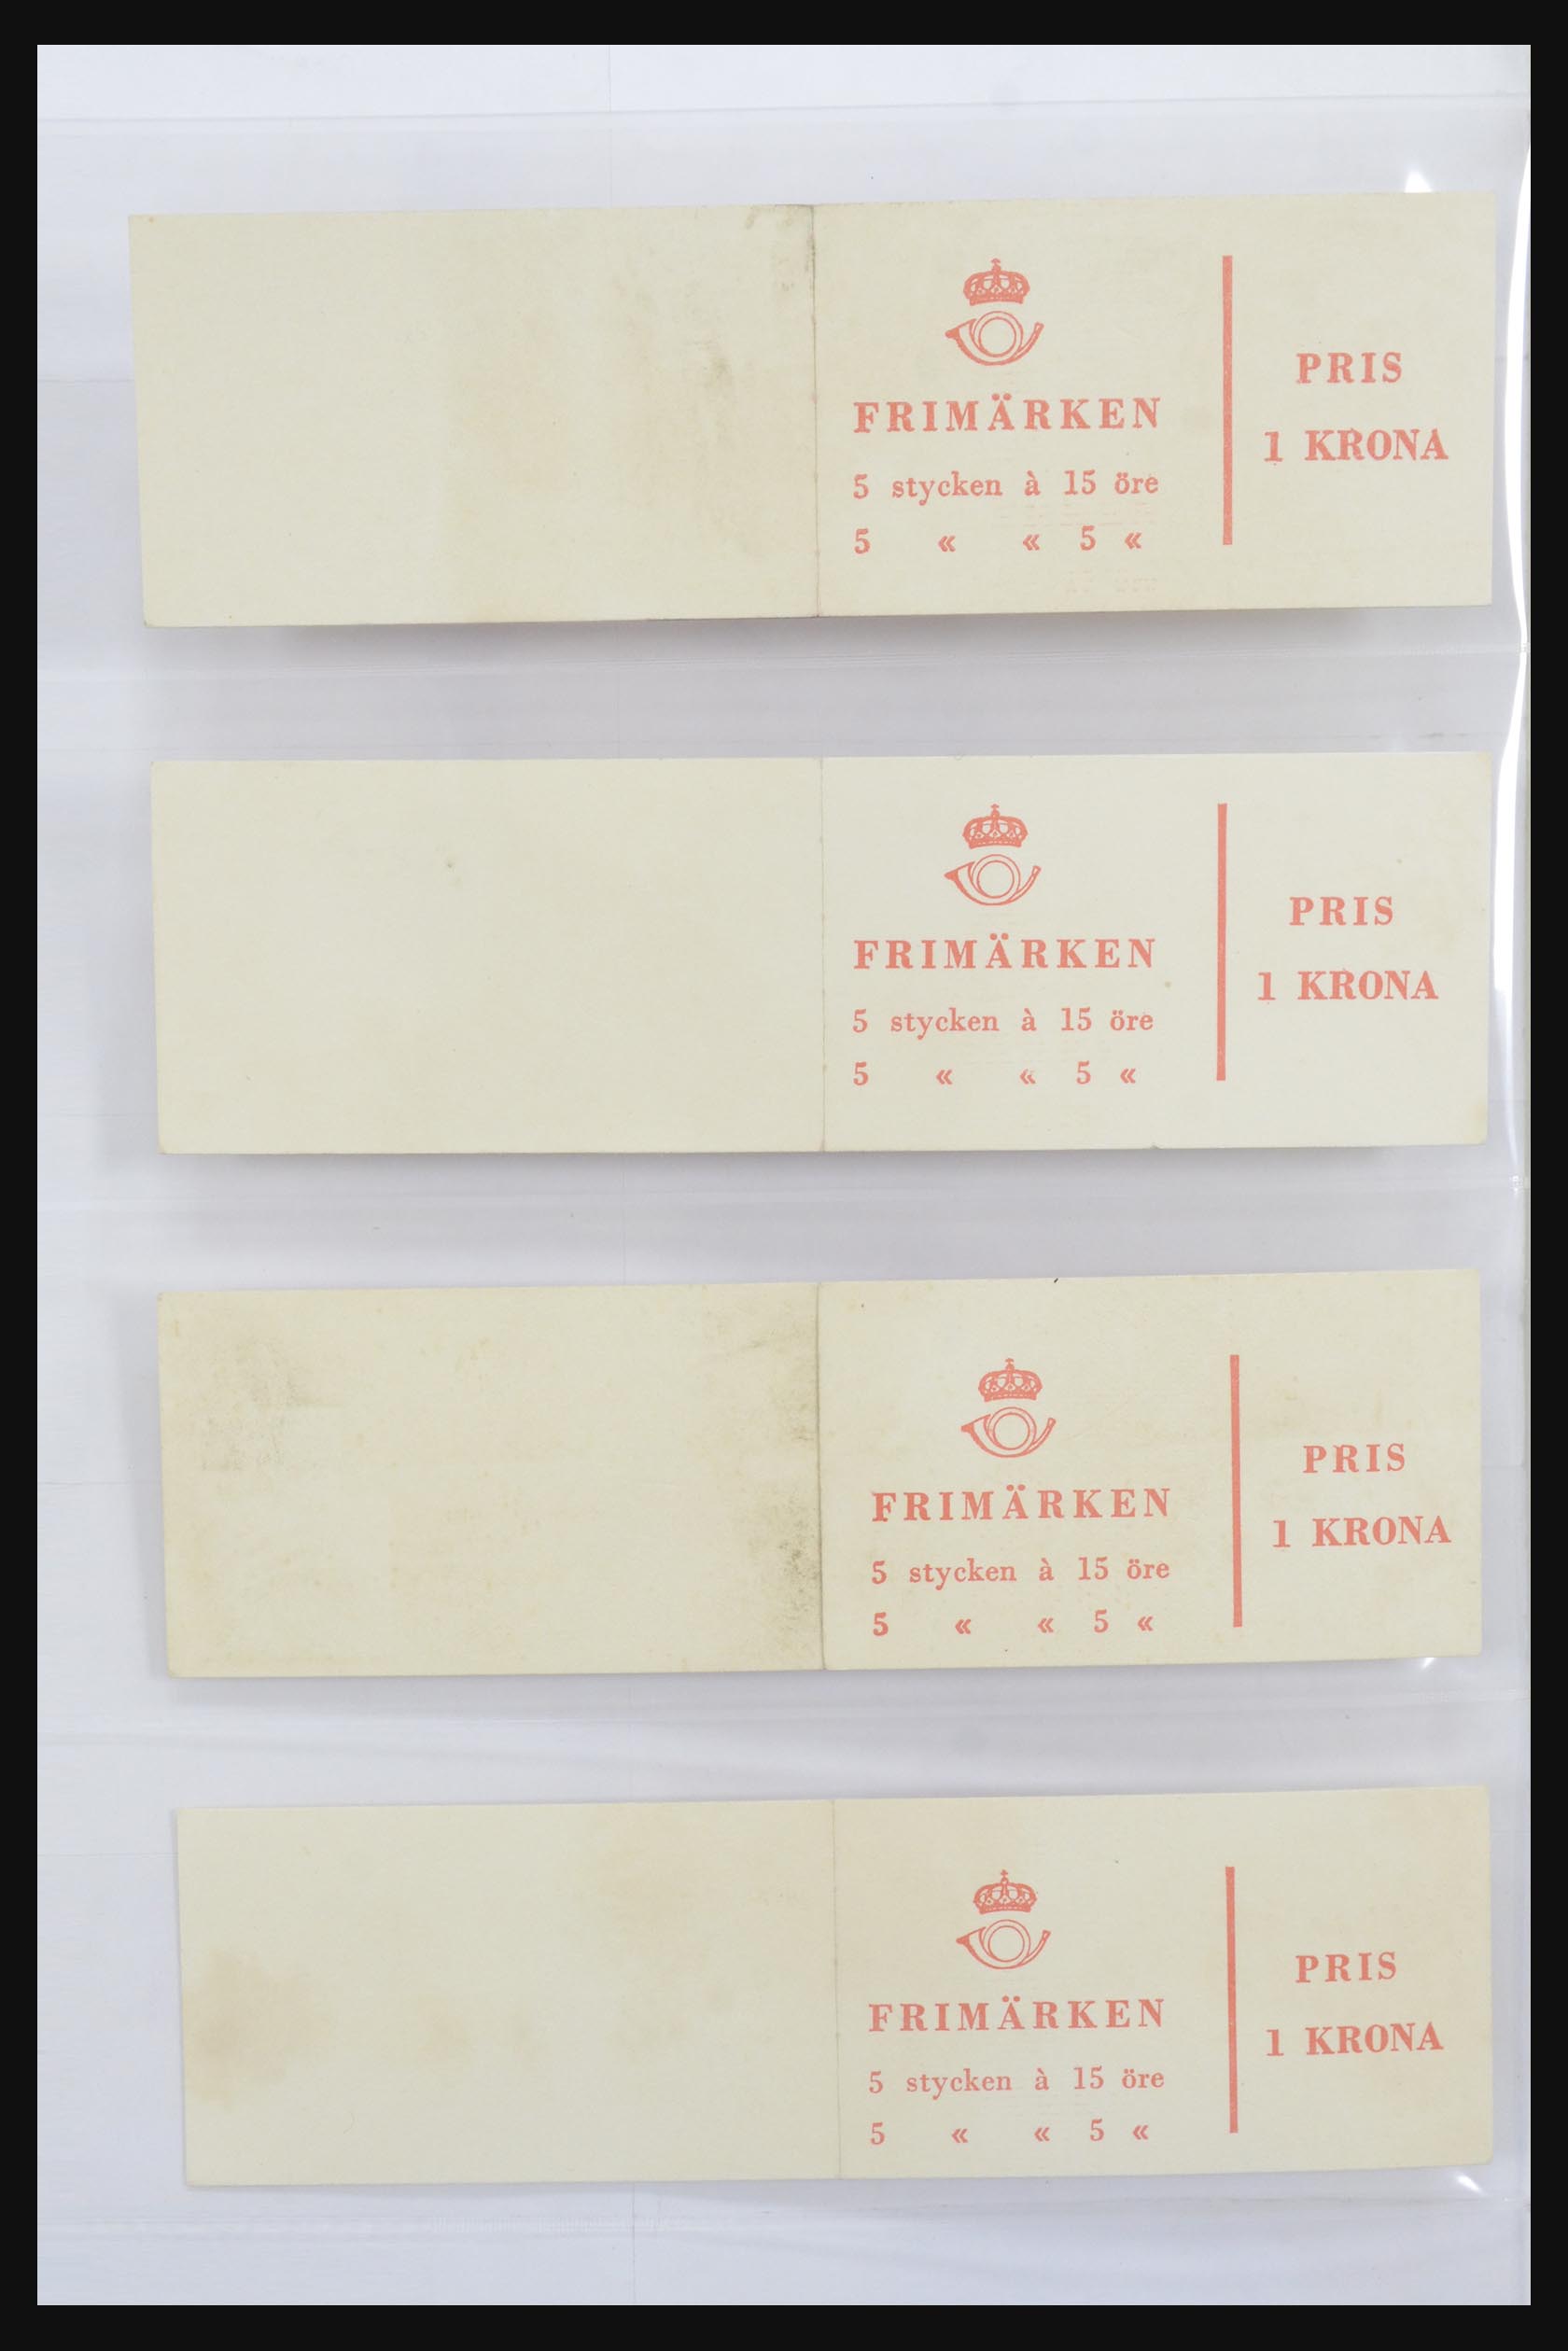 FRIMÄRKEN
5 stycken à 15 öre
5 « « 5 «
PRIS
1 KRONA
FRIMÄRKEN
5 stycken à 15 öre
5 « « 5 «
PRIS
1 KRONA
FRIMÄRKEN
5 stycken à 15 öre
5 « « 5 «
PRIS
1 KRONA
FRIMÄRKEN
5 stycken à 15 öre
5 « « 5 «
PRIS
1 KRONA